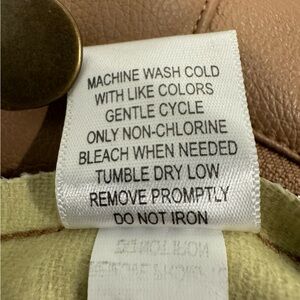 MACHINE WASH COLD
WITH LIKE COLORS
GENTLE CYCLE
ONLY NON-CHLORINE
BLEACH WHEN NEEDED
TUMBLE DRY LOW
REMOVE PROMPTLY
DO NOT IRON